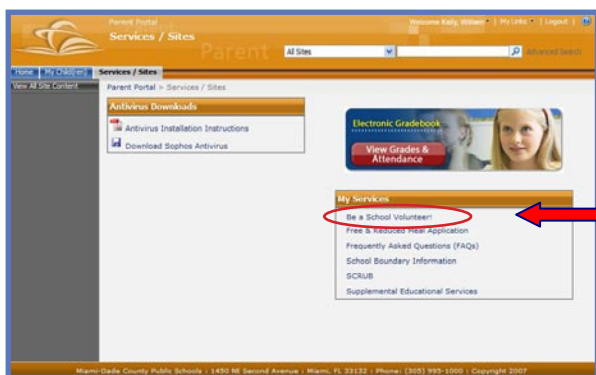 Parent Portal
Services / Sites
Parent
Welcome Kelly, William | My Links | Logout |
All Sites
Advanced Search
Home My Child(ren) Services / Sites
View All Site Content
Parent Portal > Services / Sites
Antivirus Downloads
Antivirus Installation Instructions
Download Sophos Antivirus
Electronic Gradebook
View Grades &
Attendance
My Services
Be a School Volunteer!
Free & Reduced Meal Application
Frequently Asked Questions (FAQs)
School Boundary Information
SCRUB
Supplemental Educational Services
Miami-Dade County Public Schools : 1450 NE Second Avenue : Miami, FL 33132 : Phone: (305) 995-1000 : Copyright 2007